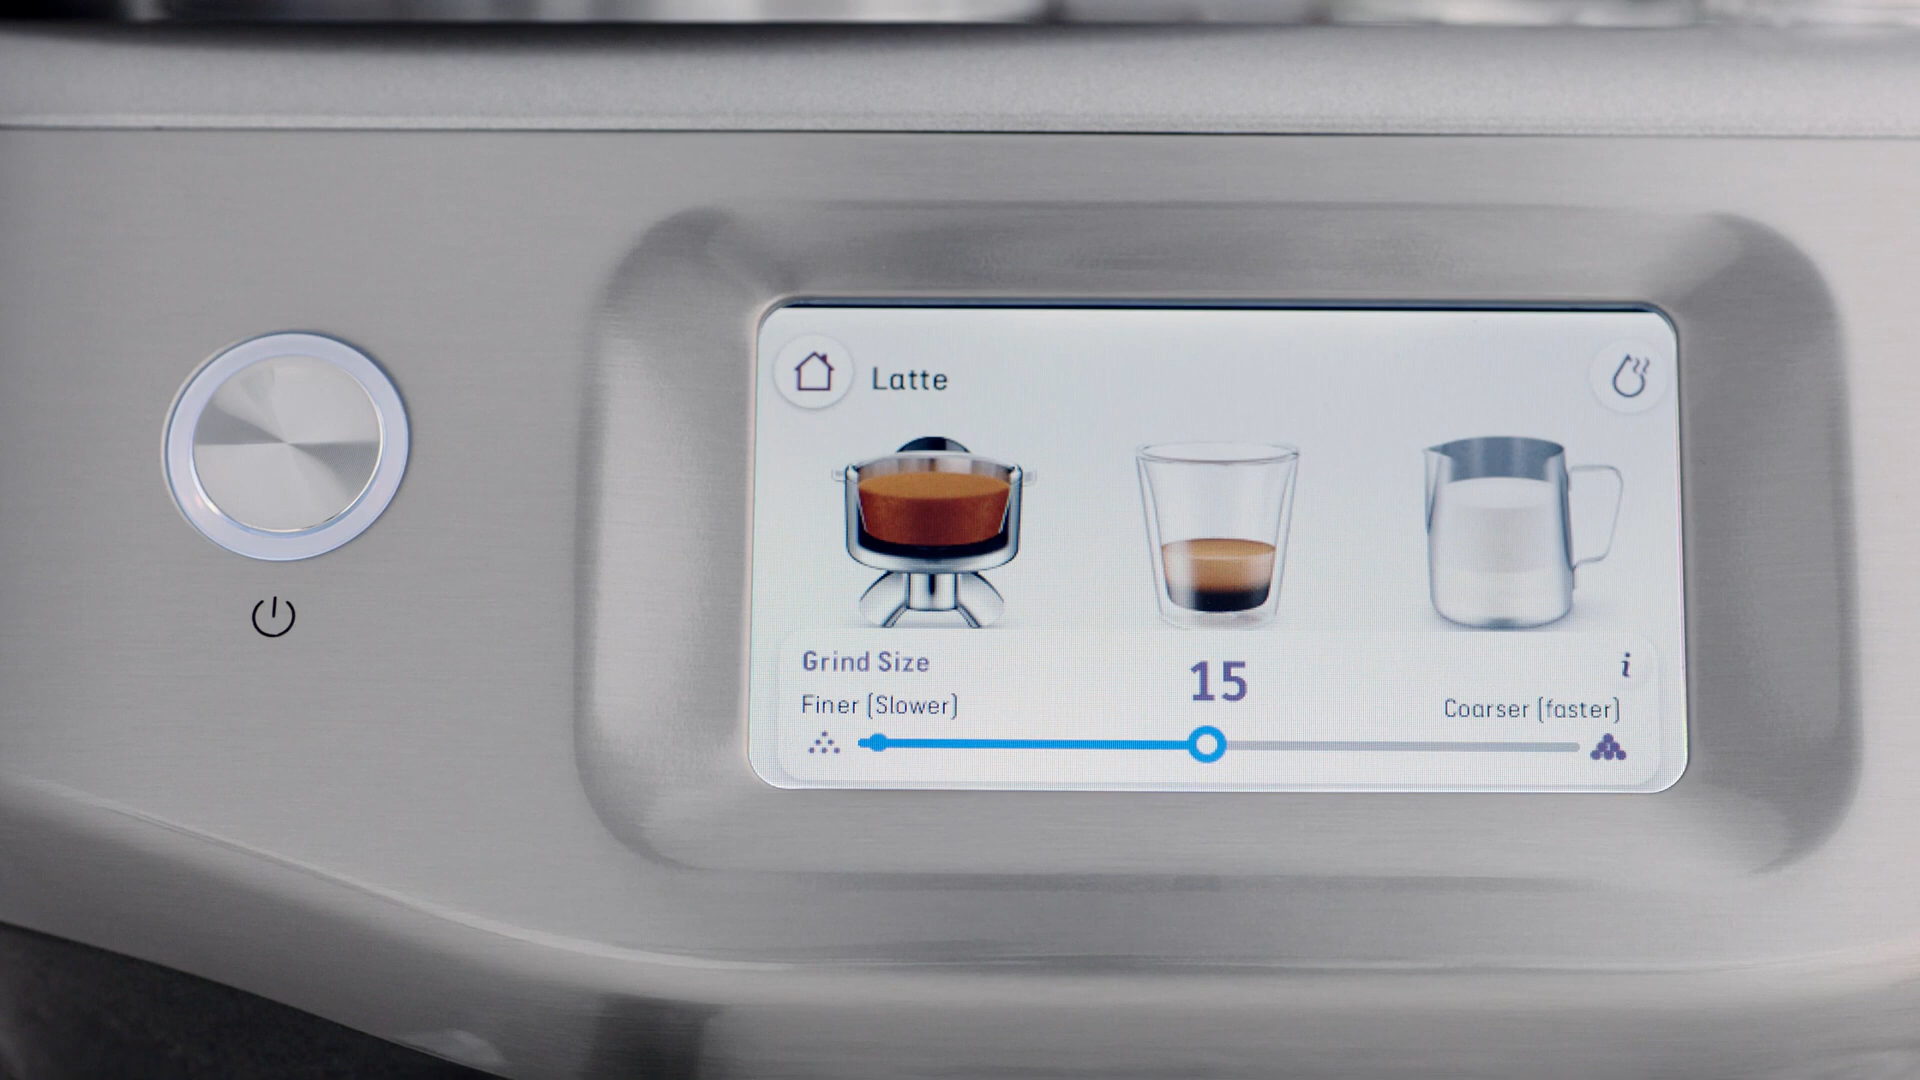 Latte
Grind Size
15
i
Finer (Slower)
Coarser (faster)